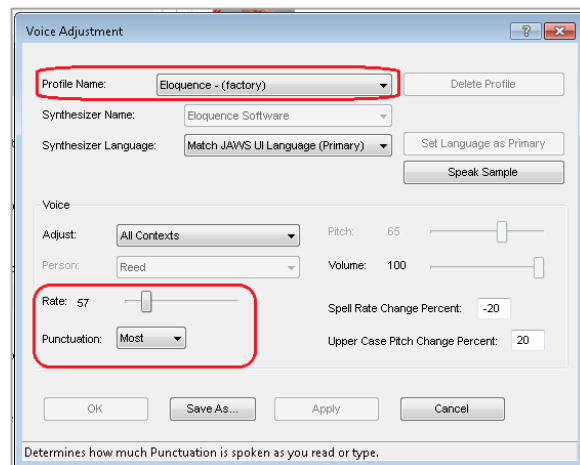 Voice Adjustment
Profile Name: Eloquence - (factory) Delete Profile
Synthesizer Name: Eloquence Software
Synthesizer Language: Match JAWS UI Language (Primary) Set Language as Primary
Speak Sample
Voice
Adjust: All Contexts Pitch: 65
Person: Reed Volume: 100
Rate: 57 Spell Rate Change Percent: -20
Punctuation: Most Upper Case Pitch Change Percent: 20
OK Save As... Apply Cancel
Determines how much Punctuation is spoken as you read or type.